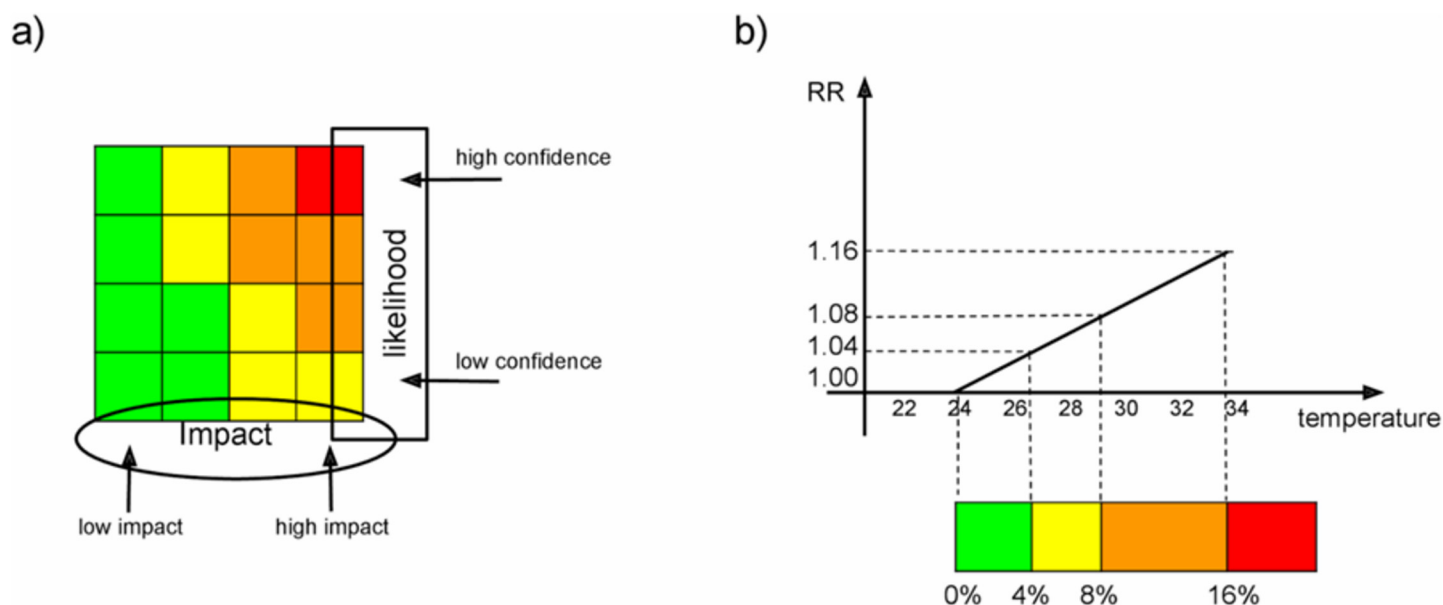 a)
high confidence
likelihood
low confidence
Impact
low impact
high impact
b)
RR
1.16
1.08
1.04
1.00
22 24 26 28 30 32 34
temperature
0% 4% 8% 16%